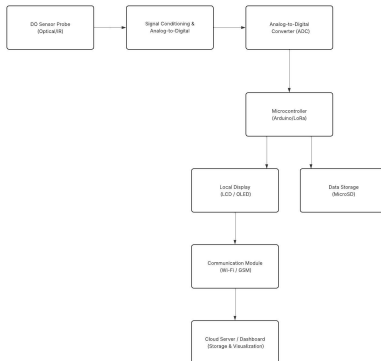 DO Sensor Probe
(Optical/IR)
Signal Conditioning &
Analog-to-Digital
Analog-to-Digital
Converter (ADC)
Microcontroller
(Arduino/LoRa)
Local Display
(LCD / OLED)
Data Storage
(MicroSD)
Communication Module
(Wi-Fi / GSM)
Cloud Server / Dashboard
(Storage & Visualization)